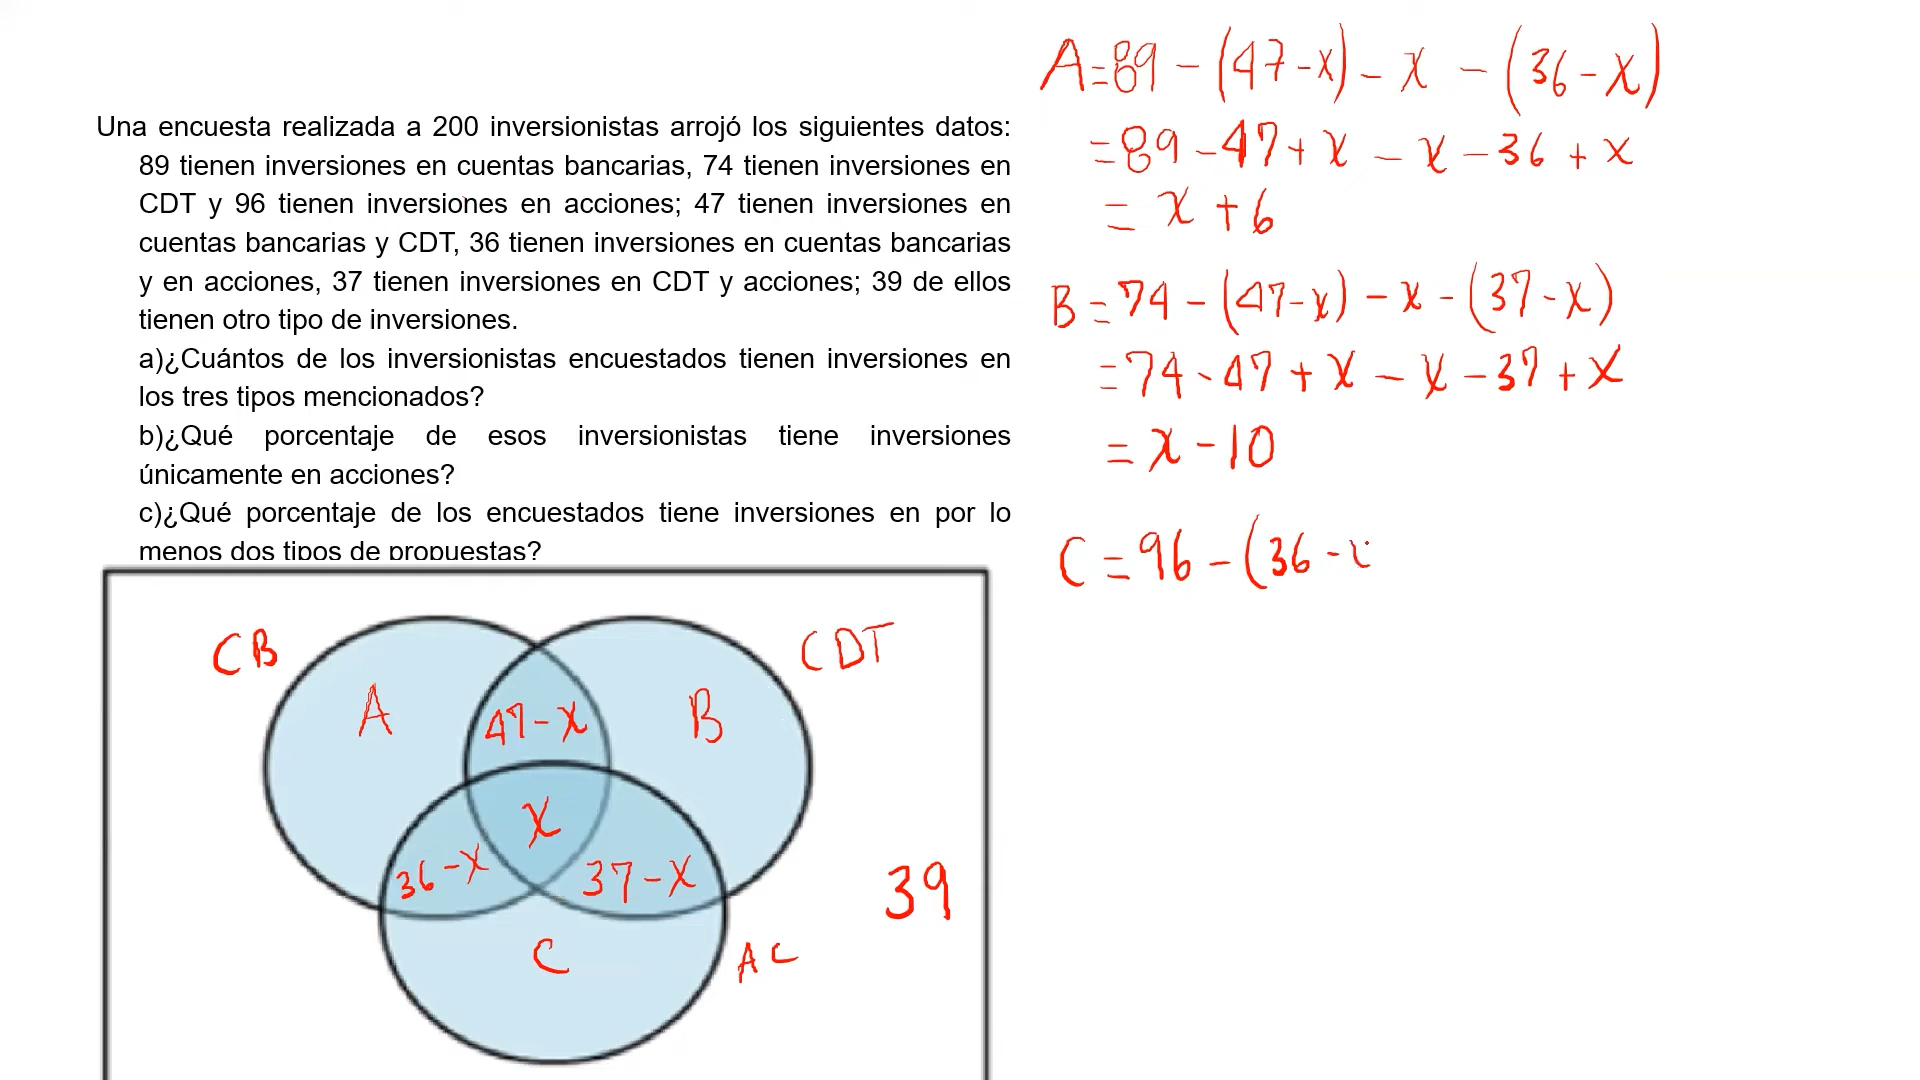 Una encuesta realizada a 200 inversionistas arrojó los siguientes datos:
89 tienen inversiones en cuentas bancarias, 74 tienen inversiones en
CDT y 96 tienen inversiones en acciones; 47 tienen inversiones en
cuentas bancarias y CDT, 36 tienen inversiones en cuentas bancarias
y en acciones, 37 tienen inversiones en CDT y acciones; 39 de ellos
tienen otro tipo de inversiones.
a)¿Cuántos de los inversionistas encuestados tienen inversiones en
los tres tipos mencionados?
b)¿Qué porcentaje de esos inversionistas tiene inversiones
únicamente en acciones?
c)¿Qué porcentaje de los encuestados tiene inversiones en por lo
menos dos tipos de propuestas?
CB
CDT
A
47-x
B
x
36-x
37-x
39
C
AC
A=89-(47-x)-x-(36-x)
=89-47+x-x-36+x
=x+6
B=74-(47-x)-x-(37-x)
=74-47+x-x-37+x
=x-10
C=96-(36-